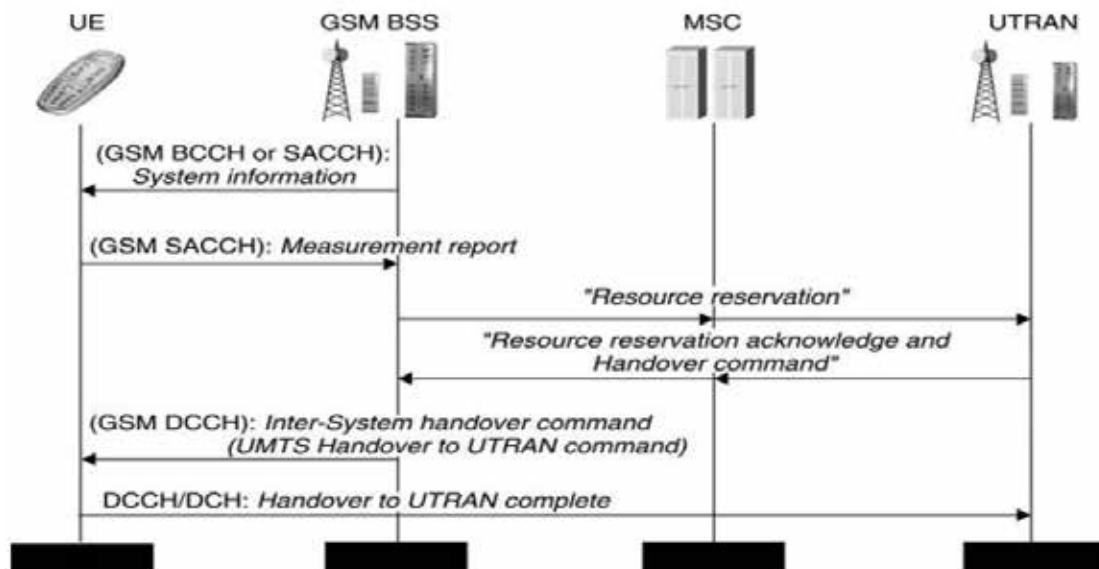 UE
GSM BSS
MSC
UTRAN
(GSM BCCH or SACCH):
System information
(GSM SACCH): Measurement report
"Resource reservation"
"Resource reservation acknowledge and
Handover command"
(GSM DCCH): Inter-System handover command
(UMTS Handover to UTRAN command)
DCCH/DCH: Handover to UTRAN complete